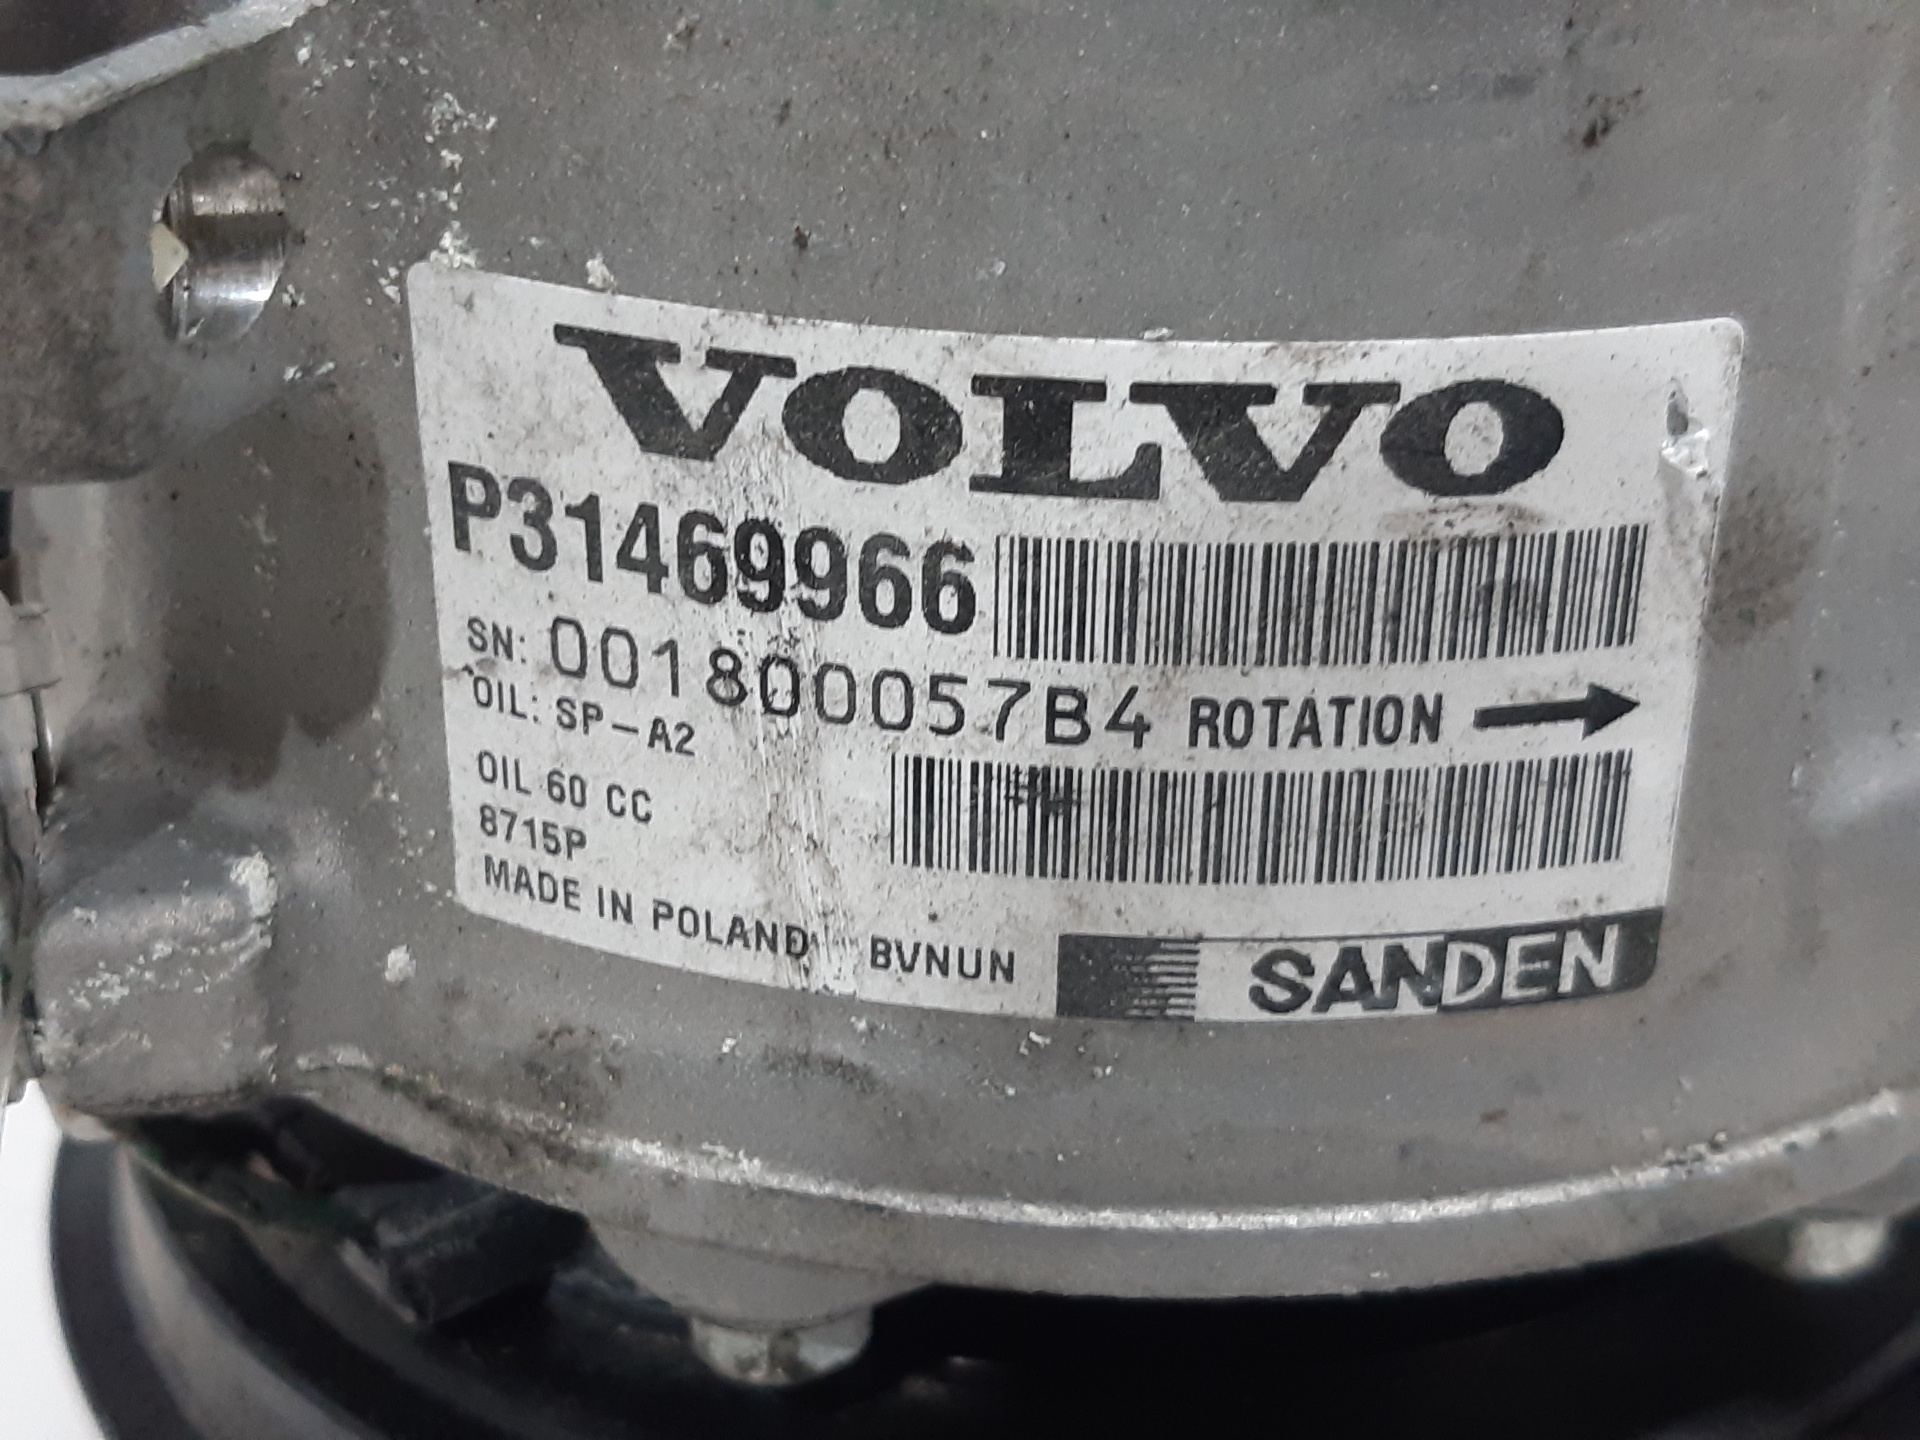 VOLVO
P31469966
SN: 001800057B4 ROTATION →
OIL: SP-A2
OIL 60 CC
8715P
MADE IN POLAND BVNUN
SANDEN